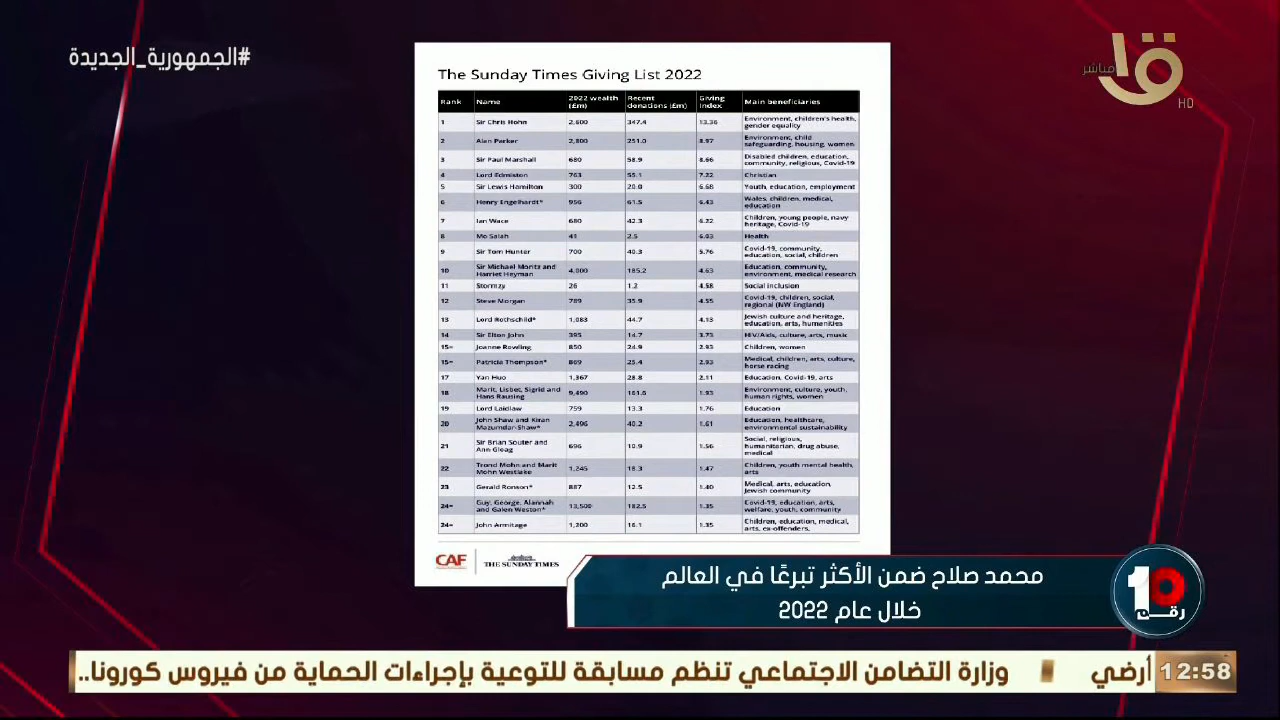 #الجمهورية_الجديدة
مباشر
HD
The Sunday Times Giving List 2022
Rank Name 2022 wealth (£m) Recent donations (£m) Giving Index Main beneficiaries
1 Sir Chris Hohn 2,600 347.4 13.36 Environment, children's health, gender equality
2 Alan Parker 2,800 251.0 8.97 Environment, child safeguarding, housing, women
3 Sir Paul Marshall 680 58.9 8.66 Disabled children, education, community, religious, Covid-19
4 Lord Edmiston 763 55.1 7.22 Christian
5 Sir Lewis Hamilton 300 20.0 6.68 Youth, education, employment
6 Henry Engelhardt* 956 61.5 6.43 Wales, children, medical, education
7 Ian Wace 680 42.3 6.22 Children, young people, navy heritage, Covid-19
8 Mo Salah 41 2.5 6.03 Health
9 Sir Tom Hunter 700 40.3 5.76 Covid-19, community, education, social, children
10 Sir Michael Moritz and Harriet Heyman 4,000 185.2 4.63 Education, community, environment, medical research
11 Stormzy 26 1.2 4.58 Social inclusion
12 Steve Morgan 789 35.9 4.55 Covid-19, children, social, regional (NW England)
13 Lord Rothschild* 1,083 44.7 4.13 Jewish culture and heritage, education, arts, humanities
14 Sir Elton John 395 14.7 3.73 HIV/Aids, culture, arts, music
15= Joanne Rowling 850 24.9 2.93 Children, women
15= Patricia Thompson* 869 25.4 2.93 Medical, children, arts, culture, horse racing
17 Yan Huo 1,367 28.8 2.11 Education, Covid-19, arts
18 Marit, Lisbet, Sigrid and Hans Rausing 9,490 161.6 1.93 Environment, culture, youth, human rights, women
19 Lord Laidlaw 759 13.3 1.76 Education
20 John Shaw and Kiran Mazumdar-Shaw* 2,496 40.2 1.61 Education, healthcare, environmental sustainability
21 Sir Brian Souter and Ann Gloag 696 10.9 1.56 Social, religious, humanitarian, drug abuse, medical
22 Trond Mohn and Marit Mohn Westlake 1,245 18.3 1.47 Children, youth mental health, arts
23 Gerald Ronson* 887 12.5 1.40 Medical, arts, education, Jewish community
24= Guy, George, Alannah and Galen Weston* 13,500 182.5 1.35 Covid-19, education, arts, welfare, youth, community
24= John Armitage 1,200 16.1 1.35 Children, education, medical, arts, ex-offenders,
CAF THE SUNDAY TIMES
محمد صلاح ضمن الأكثر تبرعًا في العالم
خلال عام 2022
رقم 10
12:58 أرضي وزارة التضامن الاجتماعي تنظم مسابقة للتوعية بإجراءات الحماية من فيروس كورونا..